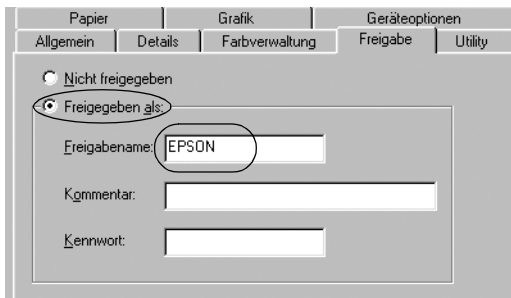 Papier Grafik Geräteoptionen
Allgemein Details Farbverwaltung Freigabe Utility
Nicht freigegeben
Freigegeben als:
Freigabename: EPSON
Kommentar:
Kennwort: